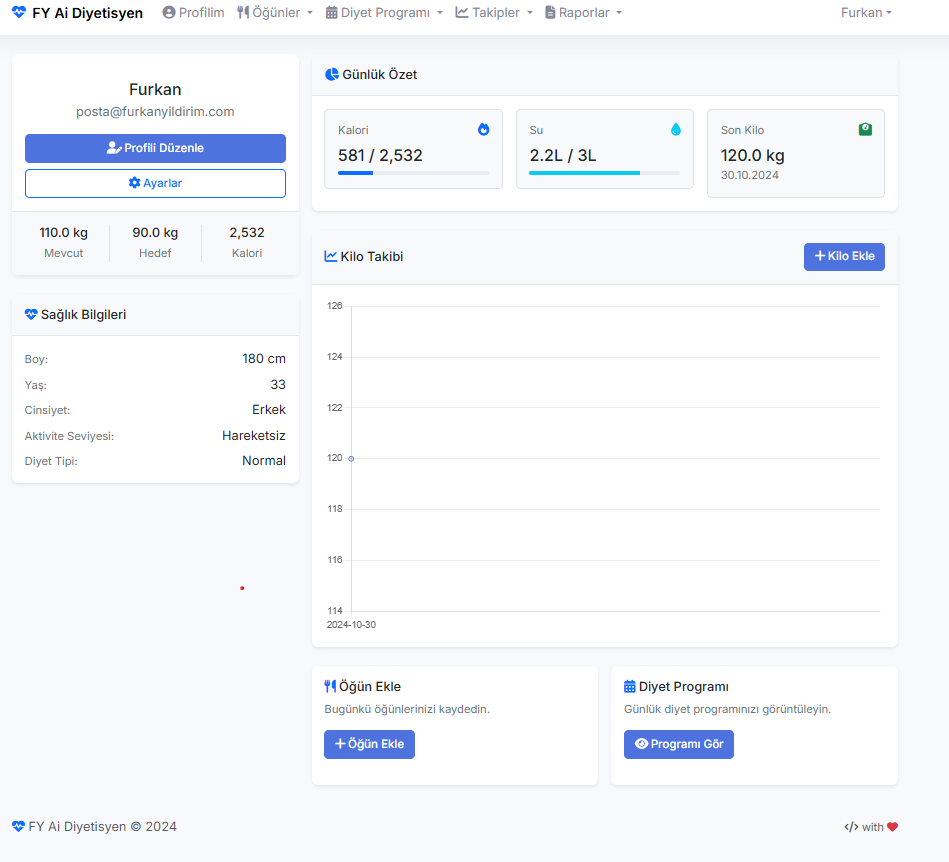 FY Ai Diyetisyen Profilim Öğünler Diyet Programı Takipler Raporlar Furkan
Furkan
posta@furkanyildirim.com
Profili Düzenle
Ayarlar
110.0 kg 90.0 kg 2,532
Mevcut Hedef Kalori
Sağlık Bilgileri
Boy: 180 cm
Yaş: 33
Cinsiyet: Erkek
Aktivite Seviyesi: Hareketsiz
Diyet Tipi: Normal
Günlük Özet
Kalori
581 / 2,532
Su
2.2L / 3L
Son Kilo
120.0 kg
30.10.2024
Kilo Takibi
+ Kilo Ekle
126
124
122
120
118
116
114
2024-10-30
Öğün Ekle
Bugünkü öğünlerinizi kaydedin.
+ Öğün Ekle
Diyet Programı
Günlük diyet programınızı görüntüleyin.
Programı Gör
FY Ai Diyetisyen © 2024
</> with